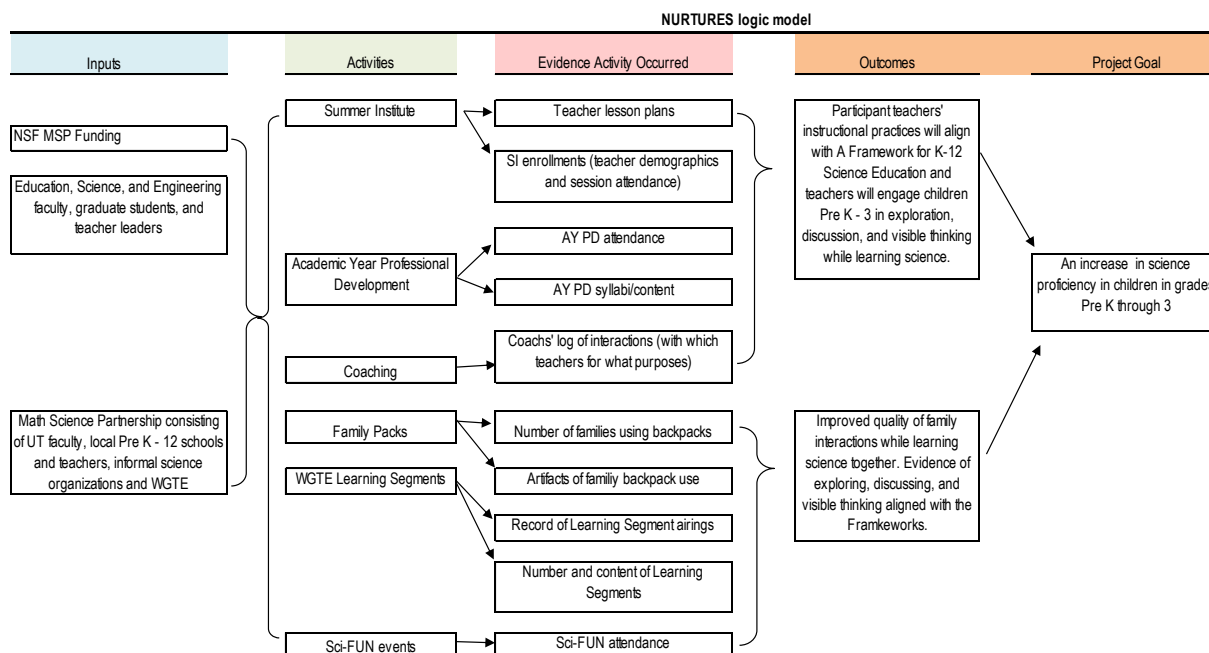 NURTURES logic model
Inputs
Activities
Evidence Activity Occurred
Outcomes
Project Goal
NSF MSP Funding
Education, Science, and Engineering
faculty, graduate students, and
teacher leaders
Math Science Partnership consisting
of UT faculty, local Pre K - 12 schools
and teachers, informal science
organizations and WGTE
Summer Institute
Academic Year Professional
Development
Coaching
Family Packs
WGTE Learning Segments
Sci-FUN events
Teacher lesson plans
SI enrollments (teacher demographics
and session attendance)
AY PD attendance
AY PD syllabi/content
Coachs' log of interactions (with which
teachers for what purposes)
Number of families using backpacks
Artifacts of familiy backpack use
Record of Learning Segment airings
Number and content of Learning
Segments
Sci-FUN attendance
Participant teachers'
instructional practices will align
with A Framework for K-12
Science Education and
teachers will engage children
Pre K - 3 in exploration,
discussion, and visible thinking
while learning science.
Improved quality of family
interactions while learning
science together. Evidence of
exploring, discussing, and
visible thinking aligned with the
Framkeworks.
An increase in science
proficiency in children in grades
Pre K through 3